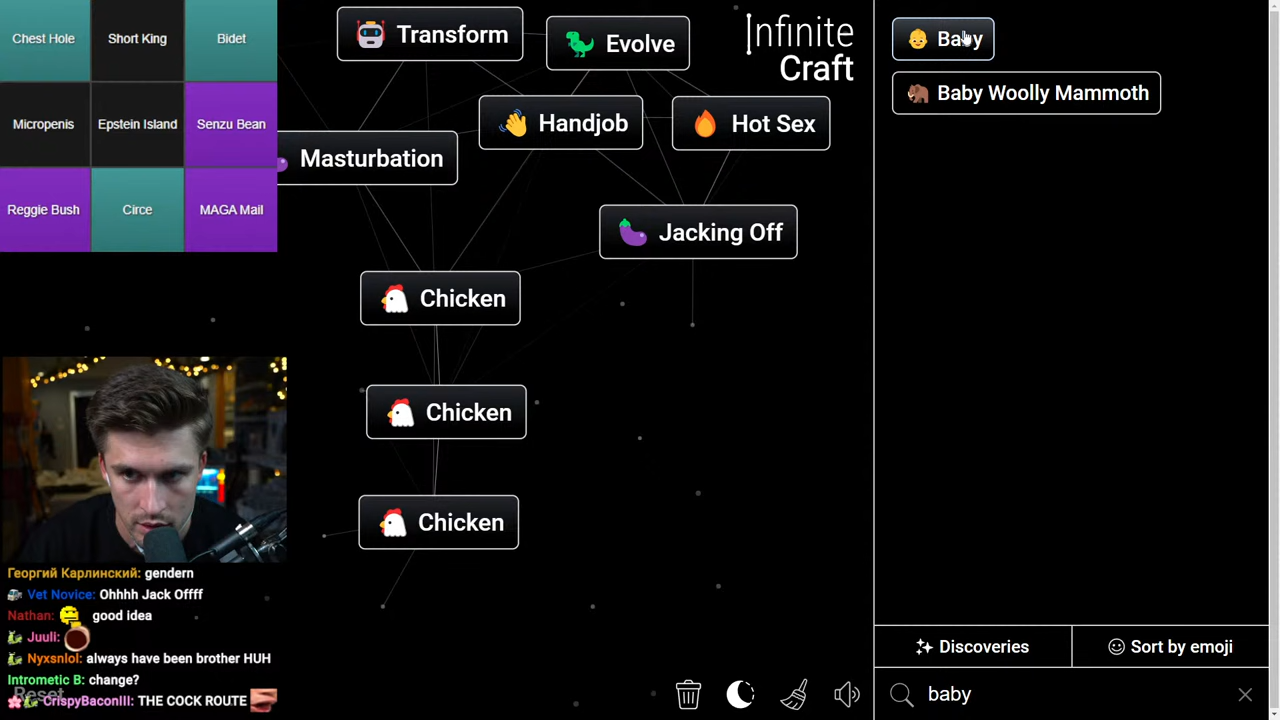 Chest Hole
Short King
Bidet
Micropenis
Epstein Island
Senzu Bean
Reggie Bush
Circe
MAGA Mail
Transform
Evolve
Infinite
Craft
Handjob
Hot Sex
Masturbation
Jacking Off
Chicken
Chicken
Chicken
Baby
Baby Woolly Mammoth
Георгий Карлинский: gendern
Vet Novice: Ohhhh Jack Offff
Nathan: good idea
Juuli:
Nyxsnlol: always have been brother HUH
Intrometic B: change?
Reset
CrispyBaconIII: THE COCK ROUTE
Discoveries
Sort by emoji
baby